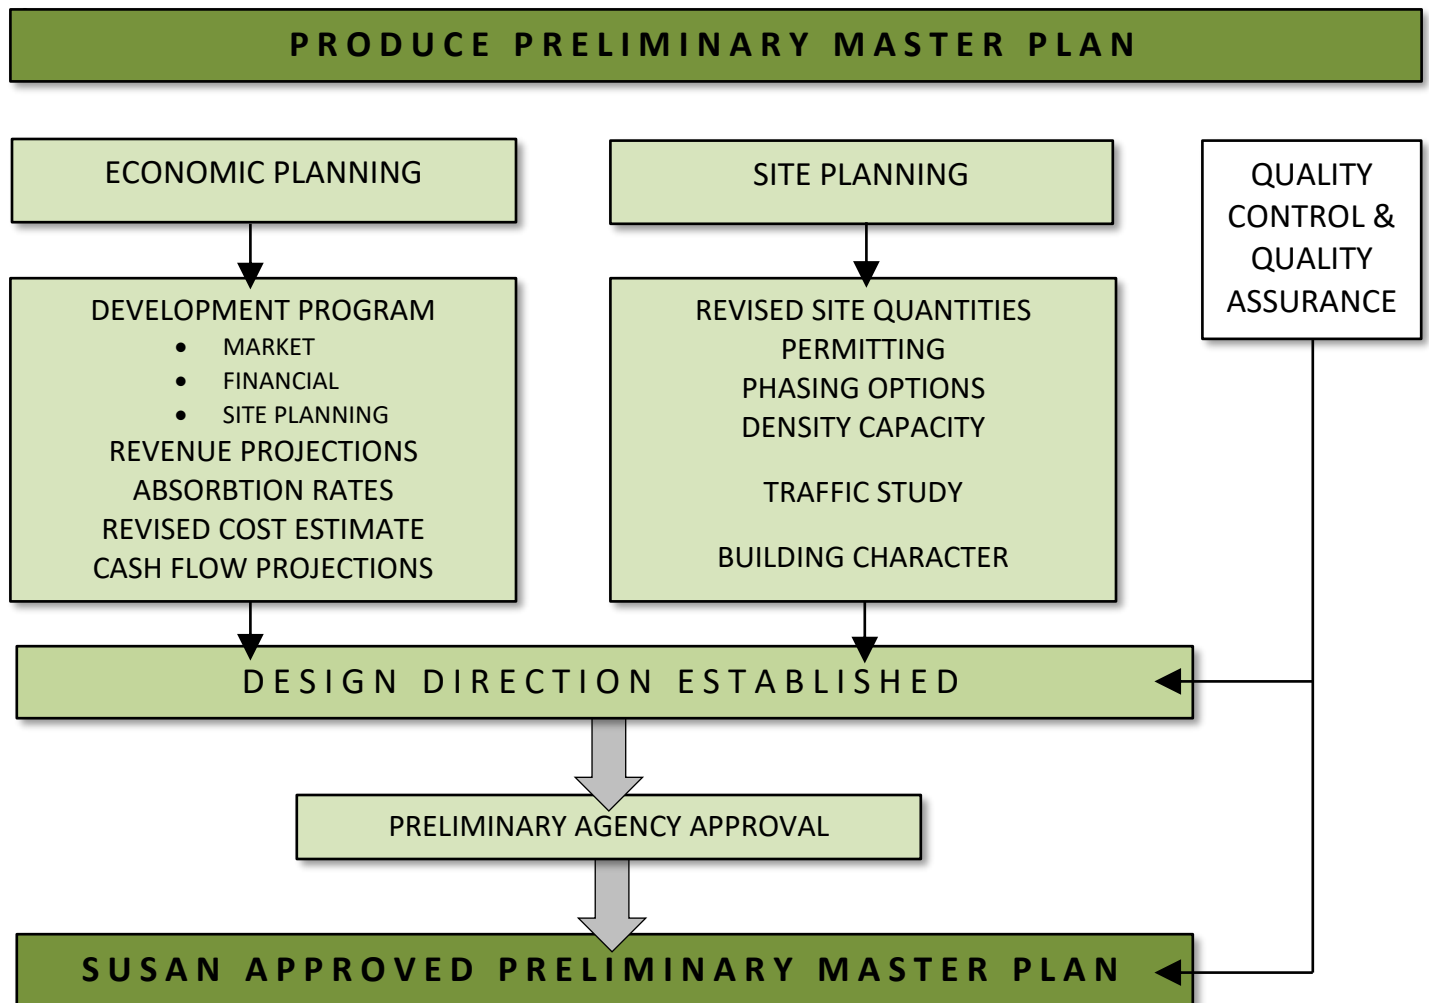 PRODUCE PRELIMINARY MASTER PLAN
ECONOMIC PLANNING
SITE PLANNING
QUALITY
CONTROL &
QUALITY
ASSURANCE
DEVELOPMENT PROGRAM
• MARKET
• FINANCIAL
• SITE PLANNING
REVENUE PROJECTIONS
ABSORBTION RATES
REVISED COST ESTIMATE
CASH FLOW PROJECTIONS
REVISED SITE QUANTITIES
PERMITTING
PHASING OPTIONS
DENSITY CAPACITY
TRAFFIC STUDY
BUILDING CHARACTER
DESIGN DIRECTION ESTABLISHED
PRELIMINARY AGENCY APPROVAL
SUSAN APPROVED PRELIMINARY MASTER PLAN